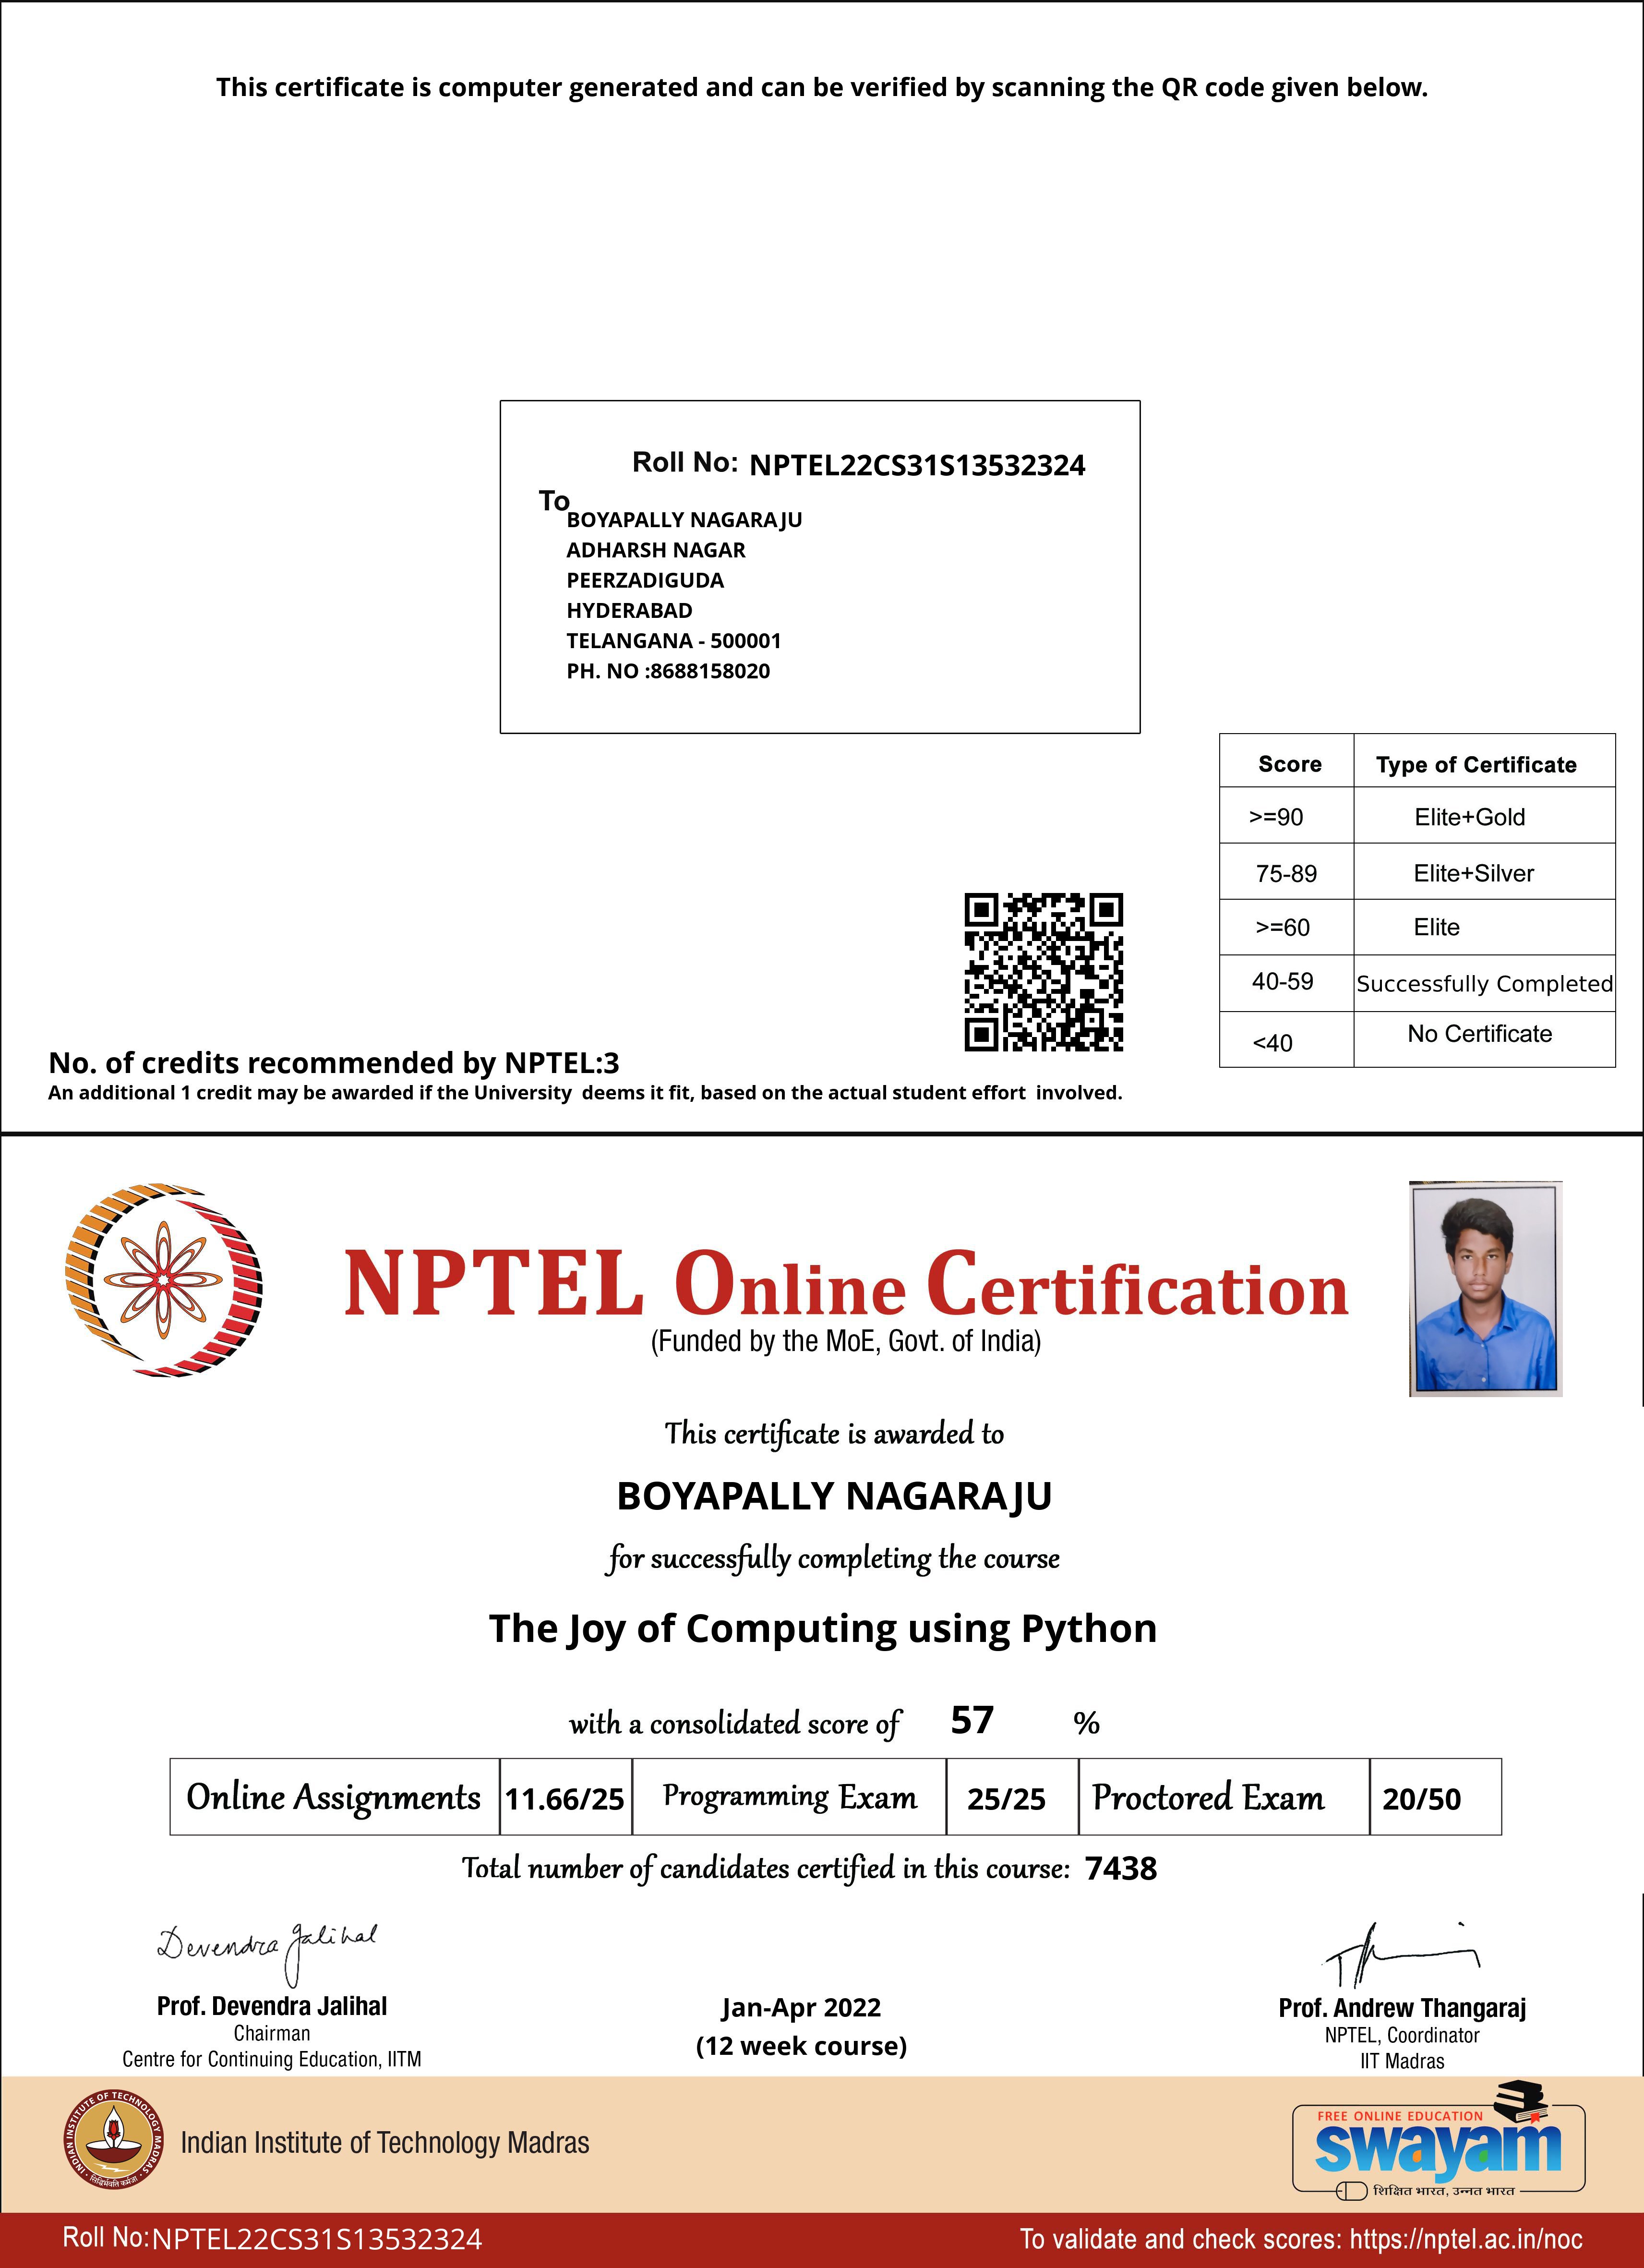 This certificate is computer generated and can be verified by scanning the QR code given below.
Roll No: NPTEL22CS31S13532324
To
BOYAPALLY NAGARAJU
ADHARSH NAGAR
PEERZADIGUDA
HYDERABAD
TELANGANA - 500001
PH. NO :8688158020
Score Type of Certificate
>=90 Elite+Gold
75-89 Elite+Silver
>=60 Elite
40-59 Successfully Completed
<40 No Certificate
No. of credits recommended by NPTEL:3
An additional 1 credit may be awarded if the University deems it fit, based on the actual student effort involved.
NPTEL Online Certification
(Funded by the MoE, Govt. of India)
This certificate is awarded to
BOYAPALLY NAGARAJU
for successfully completing the course
The Joy of Computing using Python
with a consolidated score of 57 %
Online Assignments 11.66/25 Programming Exam 25/25 Proctored Exam 20/50
Total number of candidates certified in this course: 7438
Devendra Jalihal
Prof. Devendra Jalihal
Chairman
Centre for Continuing Education, IITM
Jan-Apr 2022
(12 week course)
Prof. Andrew Thangaraj
NPTEL, Coordinator
IIT Madras
INDIAN INSTITUTE OF TECHNOLOGY MADRAS
सिद्धिर्भवति कर्मजा
Indian Institute of Technology Madras
FREE ONLINE EDUCATION
swayam
शिक्षित भारत, उन्नत भारत
Roll No:NPTEL22CS31S13532324
To validate and check scores: https://nptel.ac.in/noc